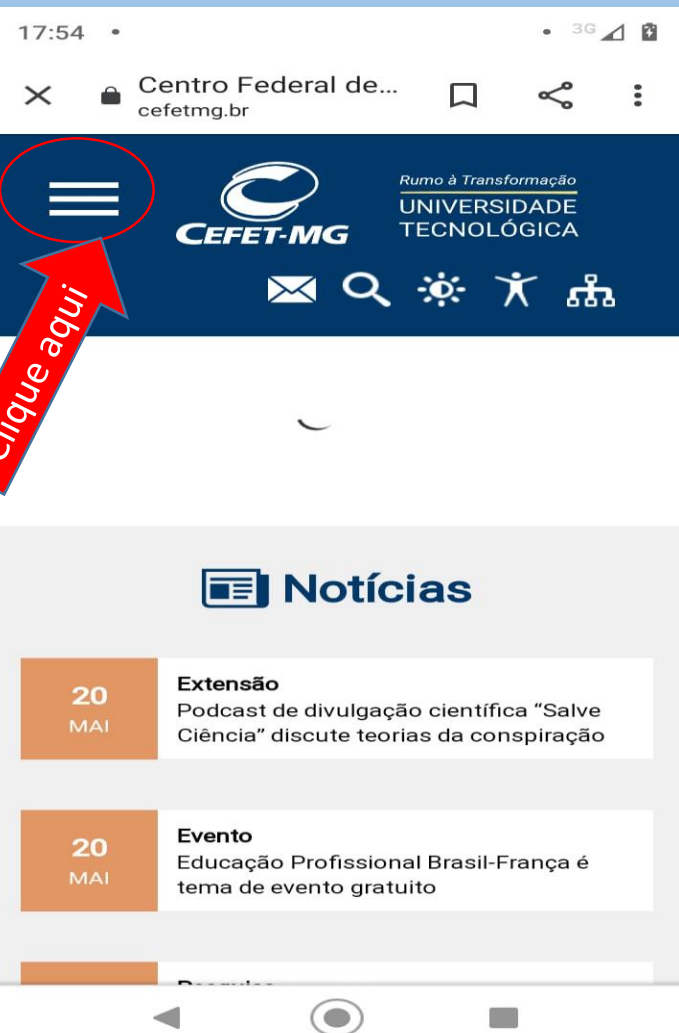 17:54
3G
Centro Federal de...
cefetmg.br
CEFET-MG
Rumo à Transformação
UNIVERSIDADE
TECNOLÓGICA
Clique aqui
Notícias
20
MAI
Extensão
Podcast de divulgação científica “Salve
Ciência” discute teorias da conspiração
20
MAI
Evento
Educação Profissional Brasil-França é
tema de evento gratuito